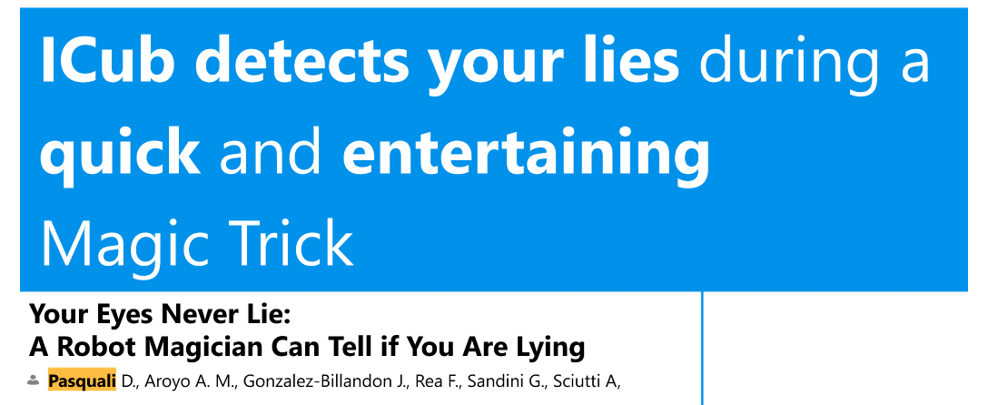 ICub detects your lies during a
quick and entertaining
Magic Trick
Your Eyes Never Lie:
A Robot Magician Can Tell if You Are Lying
Pasquali D., Aroyo A. M., Gonzalez-Billandon J., Rea F., Sandini G., Sciutti A,